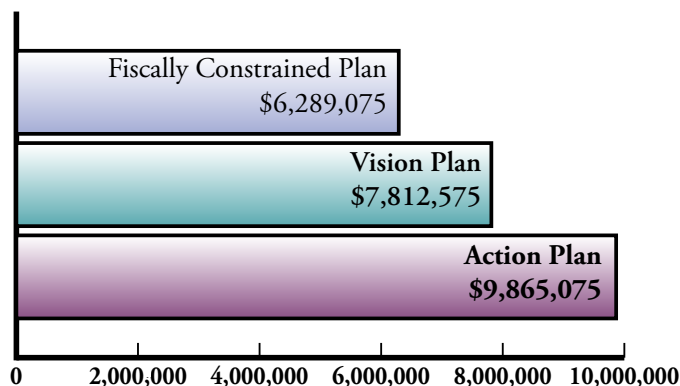 Fiscally Constrained Plan
$6,289,075
Vision Plan
$7,812,575
Action Plan
$9,865,075
0 2,000,000 4,000,000 6,000,000 8,000,000 10,000,000